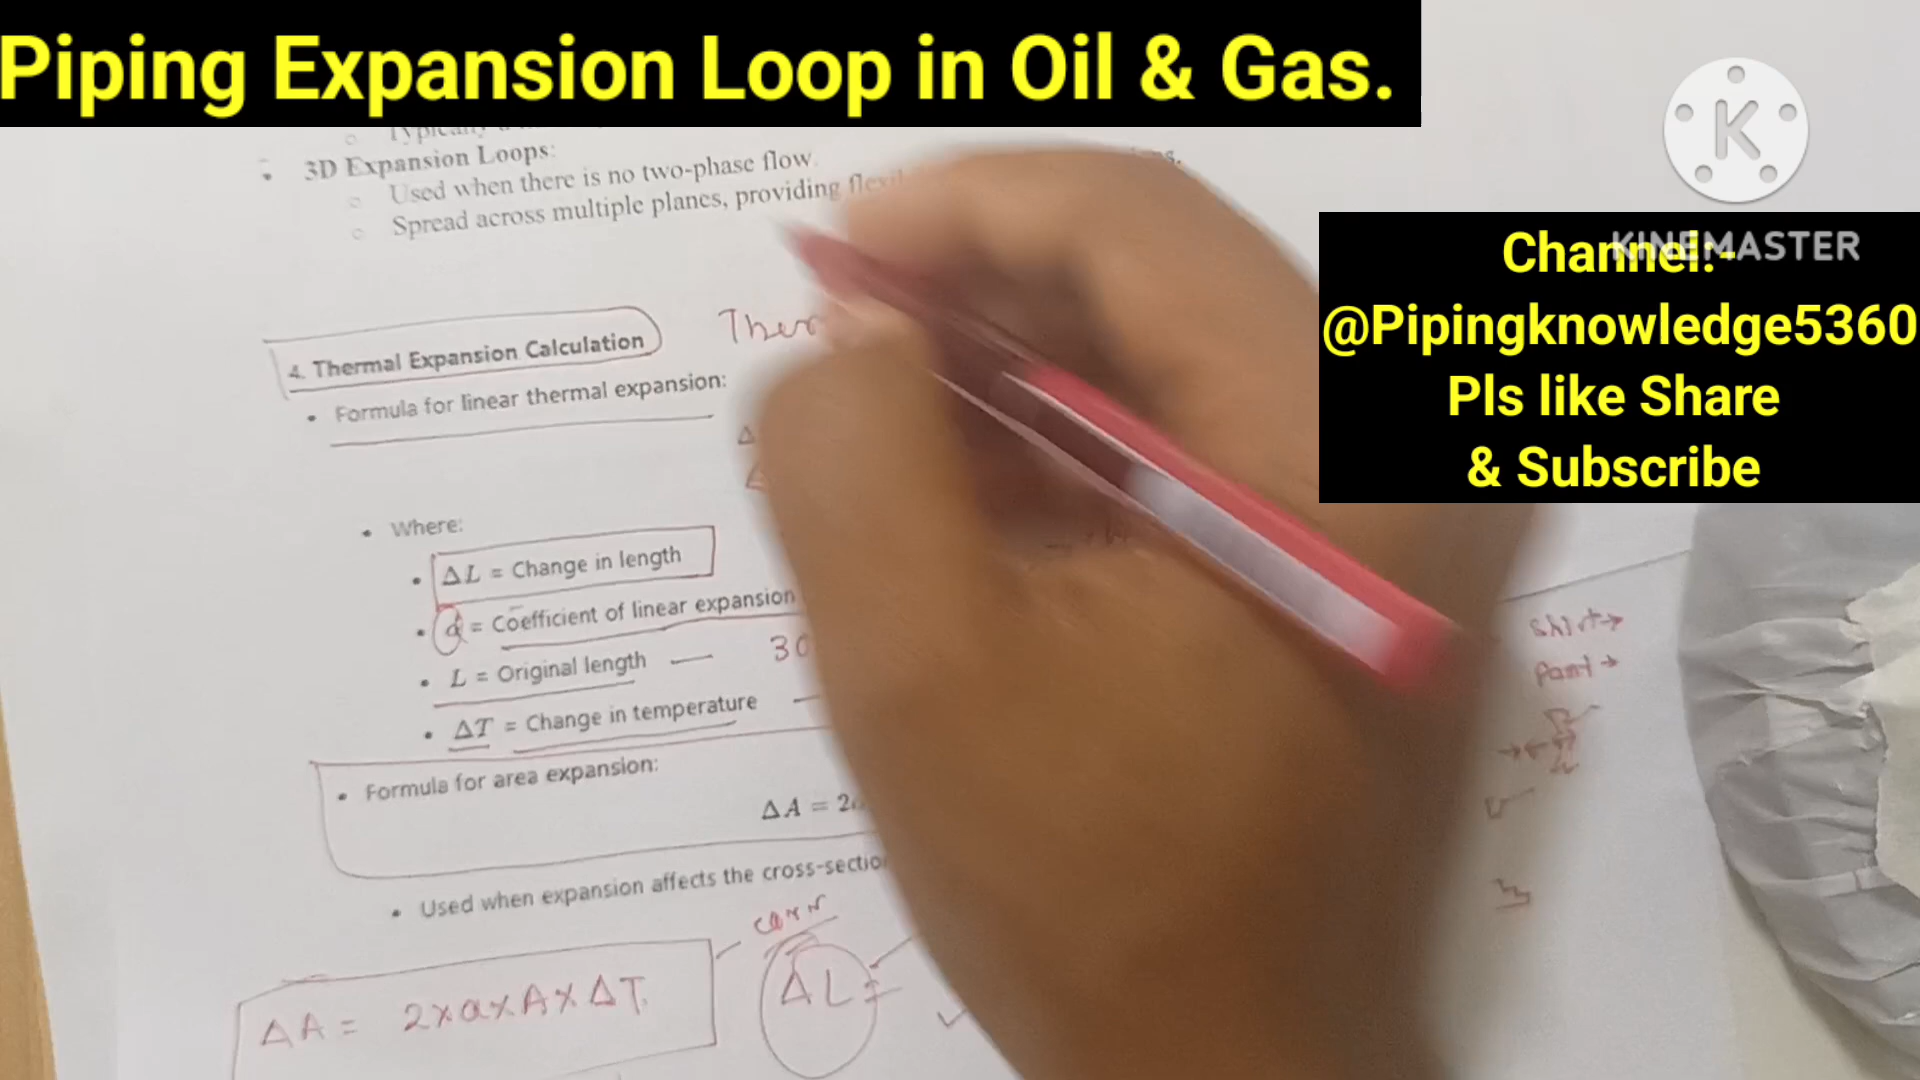 Piping Expansion Loop in Oil & Gas.
K
KINEMASTER
Channel:-
@Pipingknowledge5360
Pls like Share
& Subscribe
3D Expansion Loops:
Used when there is no two-phase flow.
Spread across multiple planes, providing
4. Thermal Expansion Calculation
Ther
• Formula for linear thermal expansion:
Δ
• Where:
• ΔL = Change in length
• α = Coefficient of linear expansion
• L = Original length — 30
• ΔT = Change in temperature —
• Formula for area expansion:
ΔA = 2
• Used when expansion affects the
ΔA = 2×α×A×ΔT
ΔL =
Shirt→
Pant→